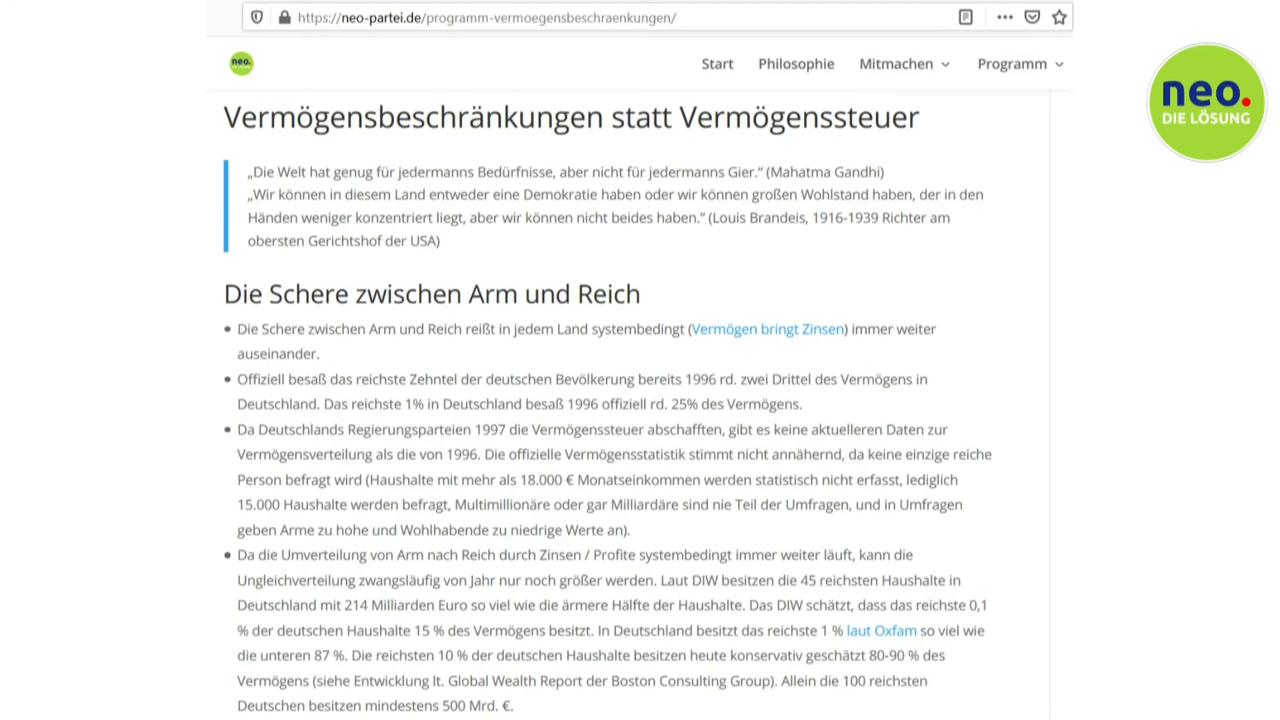 https://neo-partei.de/programm-vermoegensbeschraenkungen/
neo.
Start Philosophie Mitmachen Programm
neo.
DIE LÖSUNG
Vermögensbeschränkungen statt Vermögenssteuer
„Die Welt hat genug für jedermanns Bedürfnisse, aber nicht für jedermanns Gier.“ (Mahatma Gandhi)
„Wir können in diesem Land entweder eine Demokratie haben oder wir können großen Wohlstand haben, der in den
Händen weniger konzentriert liegt, aber wir können nicht beides haben.“ (Louis Brandeis, 1916-1939 Richter am
obersten Gerichtshof der USA)
Die Schere zwischen Arm und Reich
• Die Schere zwischen Arm und Reich reißt in jedem Land systembedingt (Vermögen bringt Zinsen) immer weiter
auseinander.
• Offiziell besaß das reichste Zehntel der deutschen Bevölkerung bereits 1996 rd. zwei Drittel des Vermögens in
Deutschland. Das reichste 1% in Deutschland besaß 1996 offiziell rd. 25% des Vermögens.
• Da Deutschlands Regierungsparteien 1997 die Vermögenssteuer abschafften, gibt es keine aktuelleren Daten zur
Vermögensverteilung als die von 1996. Die offizielle Vermögensstatistik stimmt nicht annähernd, da keine einzige reiche
Person befragt wird (Haushalte mit mehr als 18.000 € Monatseinkommen werden statistisch nicht erfasst, lediglich
15.000 Haushalte werden befragt, Multimillionäre oder gar Milliardäre sind nie Teil der Umfragen, und in Umfragen
geben Arme zu hohe und Wohlhabende zu niedrige Werte an).
• Da die Umverteilung von Arm nach Reich durch Zinsen / Profite systembedingt immer weiter läuft, kann die
Ungleichverteilung zwangsläufig von Jahr nur noch größer werden. Laut DIW besitzen die 45 reichsten Haushalte in
Deutschland mit 214 Milliarden Euro so viel wie die ärmere Hälfte der Haushalte. Das DIW schätzt, dass das reichste 0,1
% der deutschen Haushalte 15 % des Vermögens besitzt. In Deutschland besitzt das reichste 1 % laut Oxfam so viel wie
die unteren 87 %. Die reichsten 10 % der deutschen Haushalte besitzen heute konservativ geschätzt 80-90 % des
Vermögens (siehe Entwicklung lt. Global Wealth Report der Boston Consulting Group). Allein die 100 reichsten
Deutschen besitzen mindestens 500 Mrd. €.